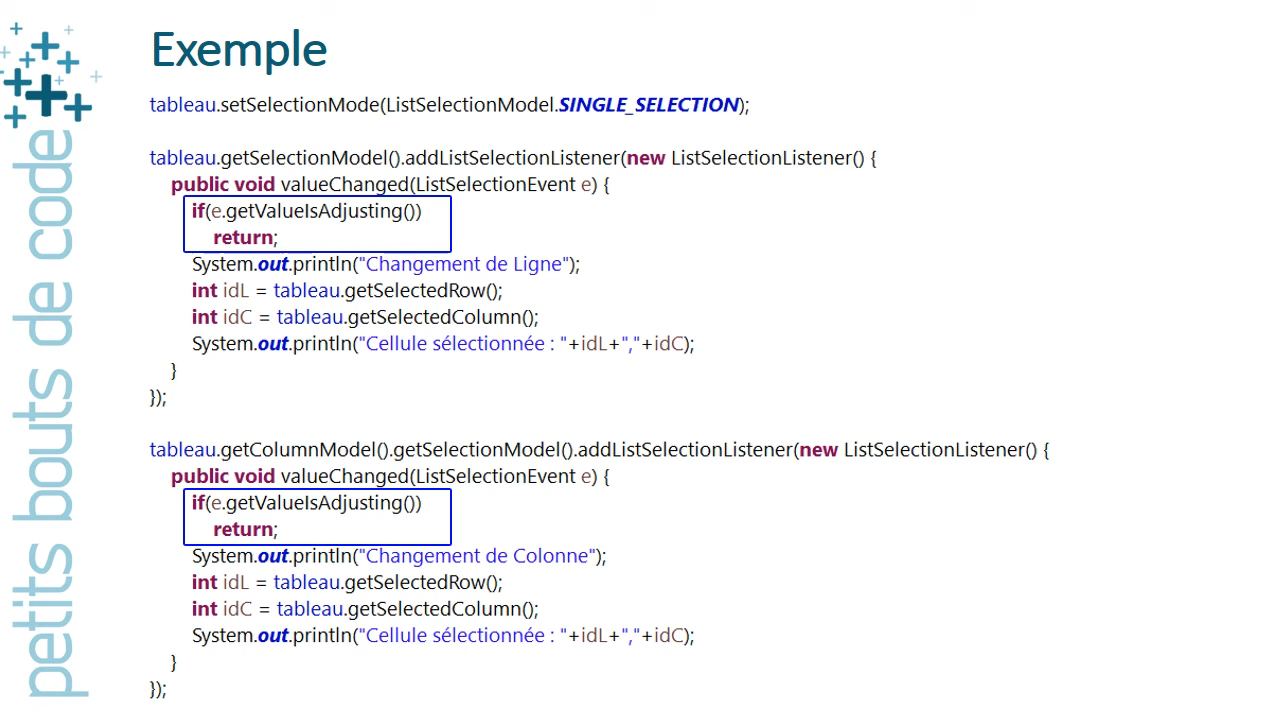 Exemple
tableau.setSelectionMode(ListSelectionModel.SINGLE_SELECTION);
tableau.getSelectionModel().addListSelectionListener(new ListSelectionListener() {
public void valueChanged(ListSelectionEvent e) {
if(e.getValueIsAdjusting())
return;
System.out.println("Changement de Ligne");
int idL = tableau.getSelectedRow();
int idC = tableau.getSelectedColumn();
System.out.println("Cellule sélectionnée : "+idL+","+idC);
}
});
tableau.getColumnModel().getSelectionModel().addListSelectionListener(new ListSelectionListener() {
public void valueChanged(ListSelectionEvent e) {
if(e.getValueIsAdjusting())
return;
System.out.println("Changement de Colonne");
int idL = tableau.getSelectedRow();
int idC = tableau.getSelectedColumn();
System.out.println("Cellule sélectionnée : "+idL+","+idC);
}
});
petits bouts de code